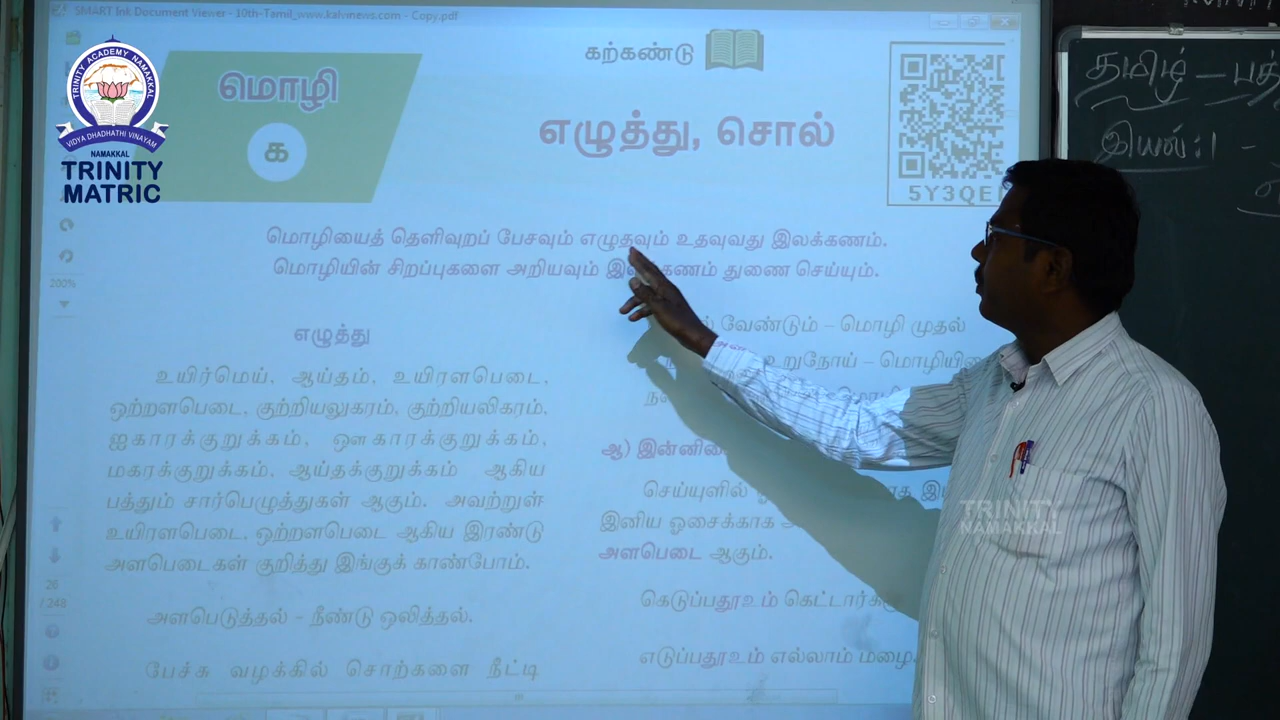 SMART Ink Document Viewer - 10th-Tamil_www.kalvinews.com - Copy.pdf
TRINITY ACADEMY NAMAKKAL
VIDYA DHADHATHI VINAYAM
NAMAKKAL
TRINITY
MATRIC
மொழி
௧
கற்கண்டு
எழுத்து, சொல்
5Y3QE
தமிழ் –
இயல்:1 -
200%
மொழியைத் தெளிவுறப் பேசவும் எழுதவும் உதவுவது இலக்கணம்.
மொழியின் சிறப்புகளை அறியவும் துணை செய்யும்.
எழுத்து
உயிர்மெய், ஆய்தம், உயிரளபெடை,
ஒற்றளபெடை, குற்றியலுகரம், குற்றியலிகரம்,
ஐகாரக்குறுக்கம், ஔகாரக்குறுக்கம்,
மகரக்குறுக்கம், ஆய்தக்குறுக்கம் ஆகிய
பத்தும் சார்பெழுத்துகள் ஆகும். அவற்றுள்
உயிரளபெடை, ஒற்றளபெடை ஆகிய இரண்டு
அளபெடைகள் குறித்து இங்குக் காண்போம்.
அளபெடுத்தல் - நீண்டு ஒலித்தல்.
பேச்சு வழக்கில் சொற்களை நீட்டி
வேண்டும் – மொழி முதல்
உறுநோய் –
ஆ)
செய்யுளில்
இனிய ஓசைக்காக
அளபெடை ஆகும்.
கெடுப்பதூஉம்
எடுப்பதூஉம் எல்லாம் மழை.
26
/ 248
TRINITY
NAMAKKAL